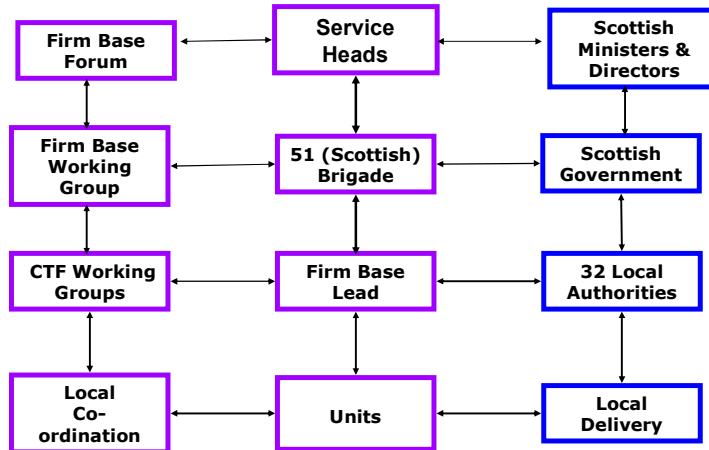 Firm Base
Forum
Service
Heads
Scottish
Ministers &
Directors
Firm Base
Working
Group
51 (Scottish)
Brigade
Scottish
Government
CTF Working
Groups
Firm Base
Lead
32 Local
Authorities
Local
Co-
ordination
Units
Local
Delivery